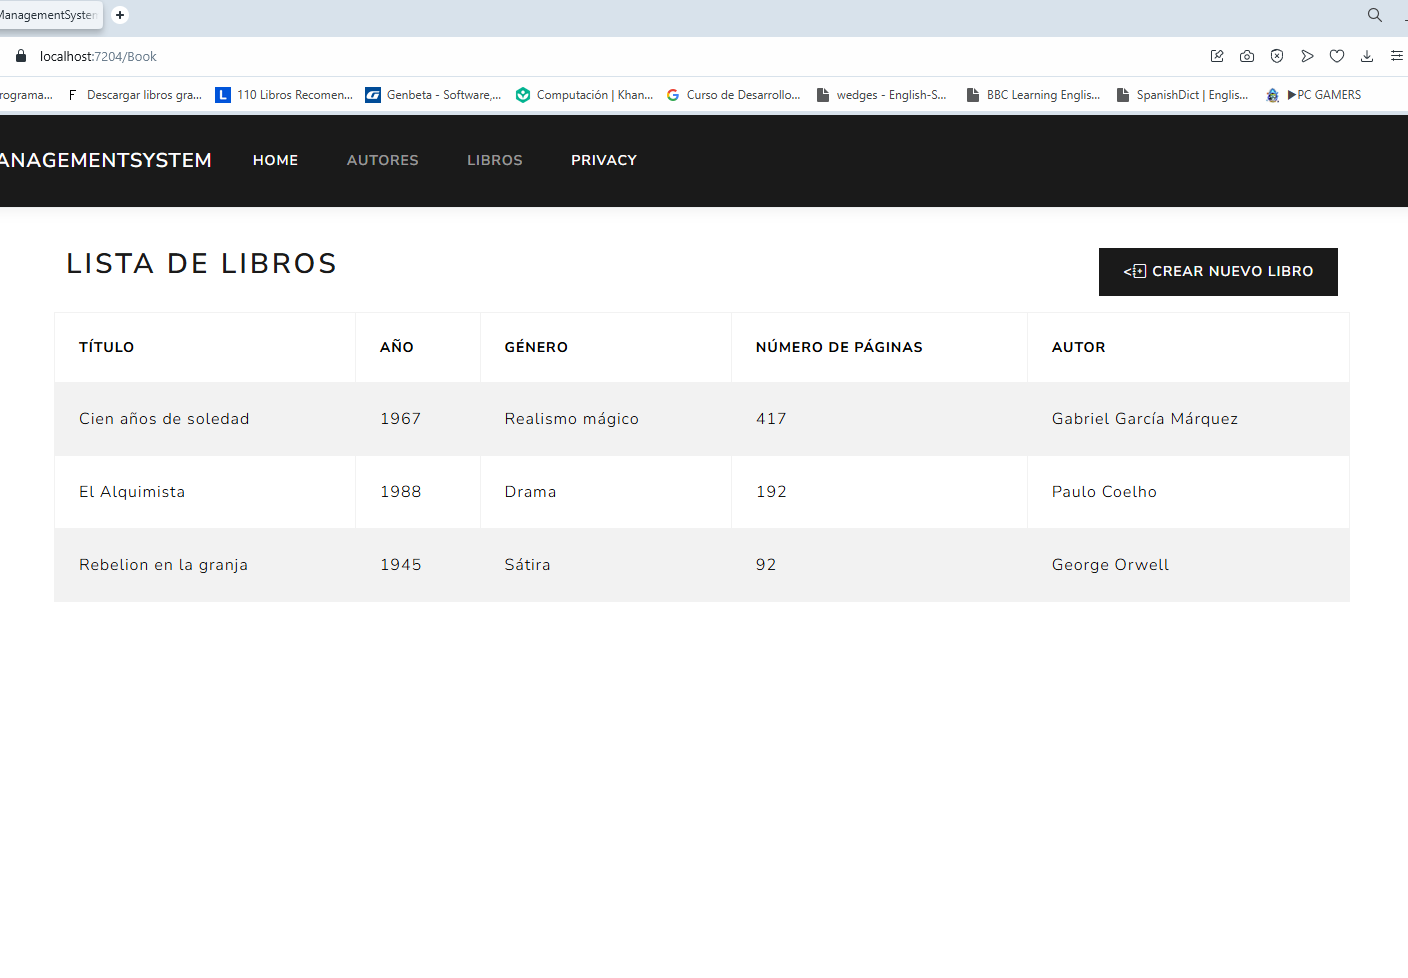 ManagementSystem
localhost:7204/Book
rograma... F Descargar libros gra... L 110 Libros Recomen... G Genbeta - Software,... Computación | Khan... G Curso de Desarrollo... wedges - English-S... BBC Learning Englis... SpanishDict | Englis... ▶PC GAMERS
ANAGEMENTSYSTEM HOME AUTORES LIBROS PRIVACY
LISTA DE LIBROS
< CREAR NUEVO LIBRO
TÍTULO AÑO GÉNERO NÚMERO DE PÁGINAS AUTOR
Cien años de soledad 1967 Realismo mágico 417 Gabriel García Márquez
El Alquimista 1988 Drama 192 Paulo Coelho
Rebelion en la granja 1945 Sátira 92 George Orwell